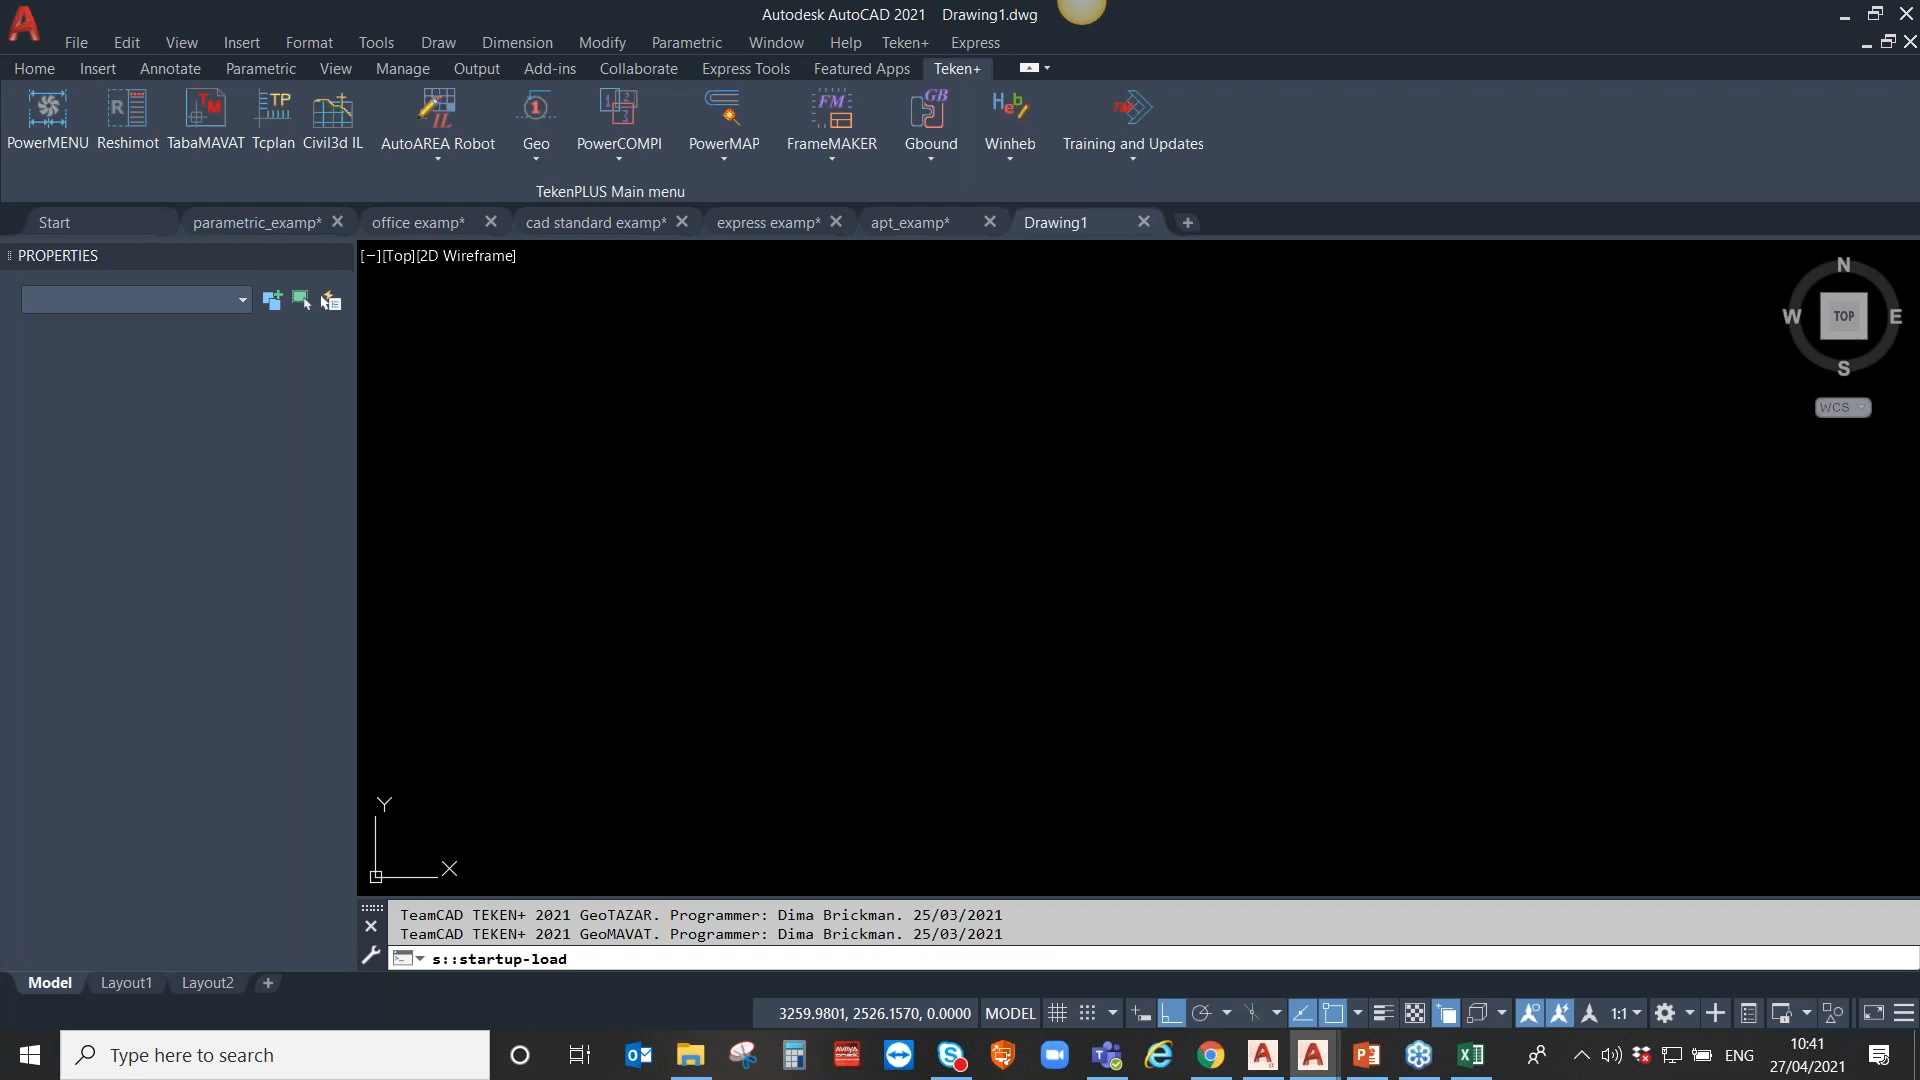 Autodesk AutoCAD 2021 Drawing1.dwg
File Edit View Insert Format Tools Draw Dimension Modify Parametric Window Help Teken+ Express
Home Insert Annotate Parametric View Manage Output Add-ins Collaborate Express Tools Featured Apps Teken+
PowerMENU Reshimot TabaMAVAT Tcplan Civil3d IL AutoAREA Robot Geo PowerCOMPI PowerMAP FrameMAKER Gbound Winheb Training and Updates
TekenPLUS Main menu
Start parametric_examp* office examp* cad standard examp* express examp* apt_examp* Drawing1
PROPERTIES
[−][Top][2D Wireframe]
N
W TOP E
S
WCS
Y
X
TeamCAD TEKEN+ 2021 GeoTAZAR. Programmer: Dima Brickman. 25/03/2021
TeamCAD TEKEN+ 2021 GeoMAVAT. Programmer: Dima Brickman. 25/03/2021
s::startup-load
Model Layout1 Layout2
3259.9801, 2526.1570, 0.0000 MODEL 1:1
Type here to search
ENG
10:41
27/04/2021